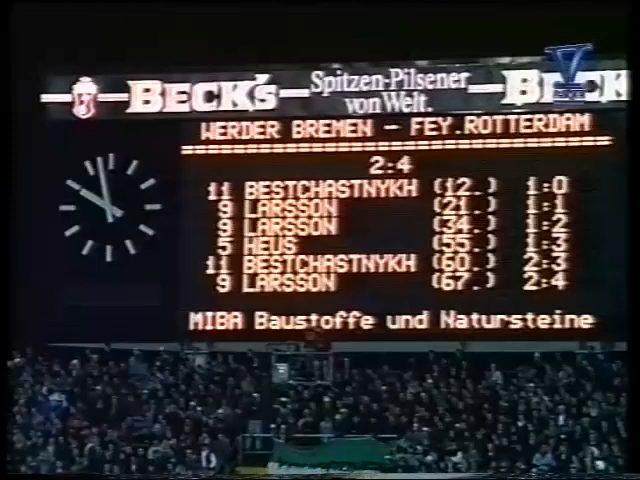 BECK's Spitzen-Pilsener BECK
von Welt.
V
WERDER BREMEN - FEY.ROTTERDAM
2:4
11 BESTCHASTNYKH (12.) 1:0
9 LARSSON (21.) 1:1
9 LARSSON (34.) 1:2
5 HEUS (55.) 1:3
11 BESTCHASTNYKH (60.) 2:3
9 LARSSON (67.) 2:4
MIBA Baustoffe und Natursteine